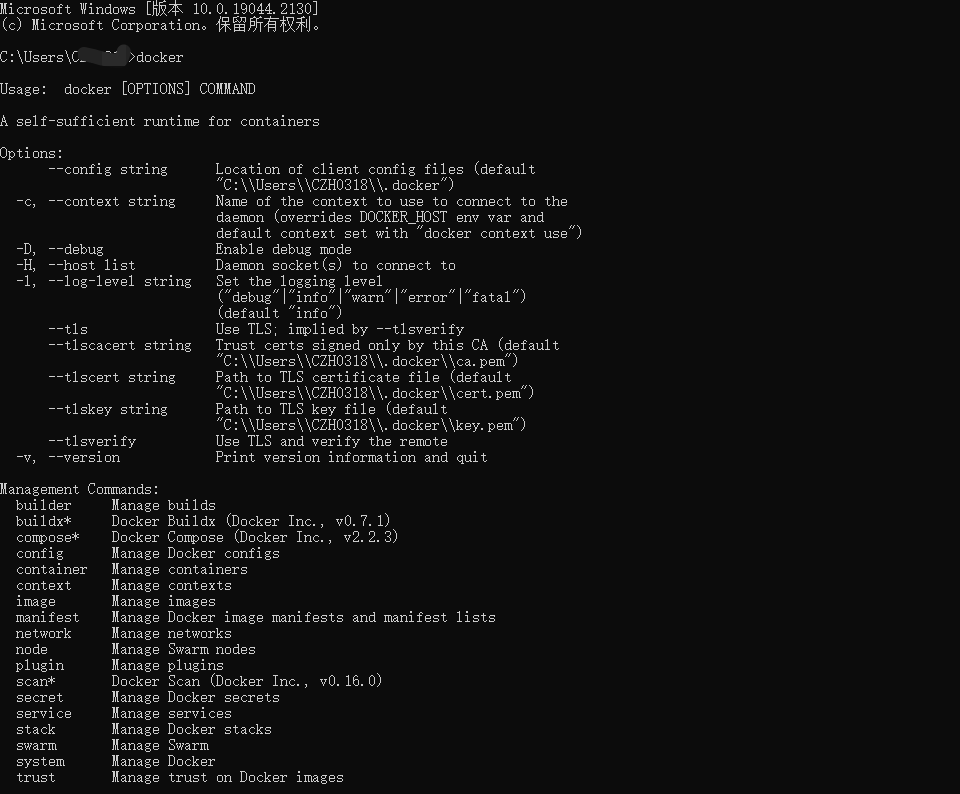 Microsoft Windows [版本 10.0.19044.2130]
(c) Microsoft Corporation。保留所有权利。
C:\Users\C >docker
Usage:  docker [OPTIONS] COMMAND
A self-sufficient runtime for containers
Options:
      --config string      Location of client config files (default
                           "C:\\Users\\CZH0318\\.docker")
  -c, --context string     Name of the context to use to connect to the
                           daemon (overrides DOCKER_HOST env var and
                           default context set with "docker context use")
  -D, --debug              Enable debug mode
  -H, --host list          Daemon socket(s) to connect to
  -l, --log-level string   Set the logging level
                           ("debug"|"info"|"warn"|"error"|"fatal")
                           (default "info")
      --tls                Use TLS; implied by --tlsverify
      --tlscacert string   Trust certs signed only by this CA (default
                           "C:\\Users\\CZH0318\\.docker\\ca.pem")
      --tlscert string     Path to TLS certificate file (default
                           "C:\\Users\\CZH0318\\.docker\\cert.pem")
      --tlskey string      Path to TLS key file (default
                           "C:\\Users\\CZH0318\\.docker\\key.pem")
      --tlsverify          Use TLS and verify the remote
  -v, --version            Print version information and quit
Management Commands:
  builder     Manage builds
  buildx*     Docker Buildx (Docker Inc., v0.7.1)
  compose*    Docker Compose (Docker Inc., v2.2.3)
  config      Manage Docker configs
  container   Manage containers
  context     Manage contexts
  image       Manage images
  manifest    Manage Docker image manifests and manifest lists
  network     Manage networks
  node        Manage Swarm nodes
  plugin      Manage plugins
  scan*       Docker Scan (Docker Inc., v0.16.0)
  secret      Manage Docker secrets
  service     Manage services
  stack       Manage Docker stacks
  swarm       Manage Swarm
  system      Manage Docker
  trust       Manage trust on Docker images